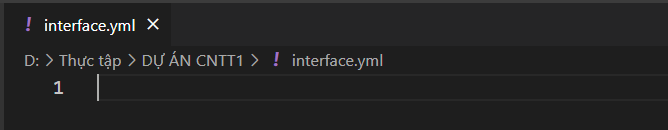 ! interface.yml ×
D: > Thực tập > DỰ ÁN CNTT1 > ! interface.yml
1